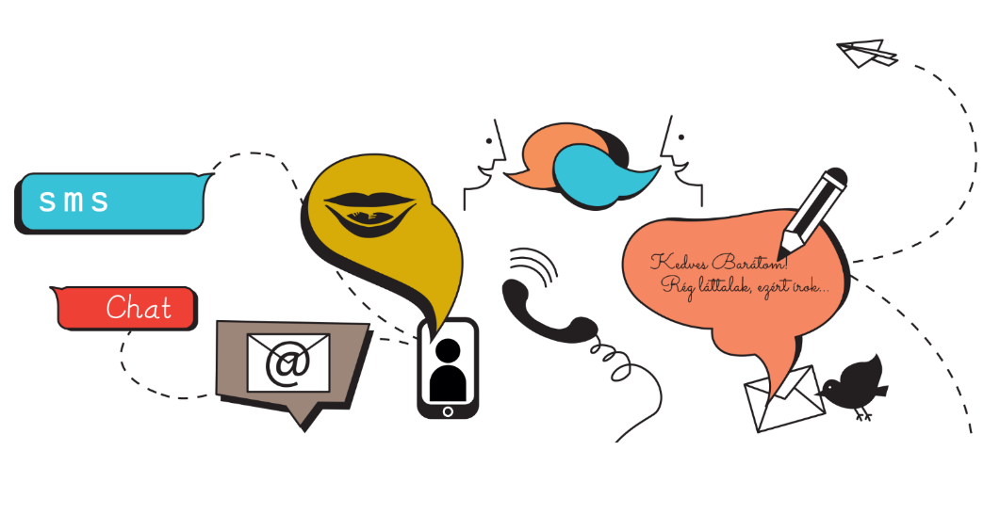 sms
Chat
@
Kedves Barátom!
Rég láttalak, ezért írok...